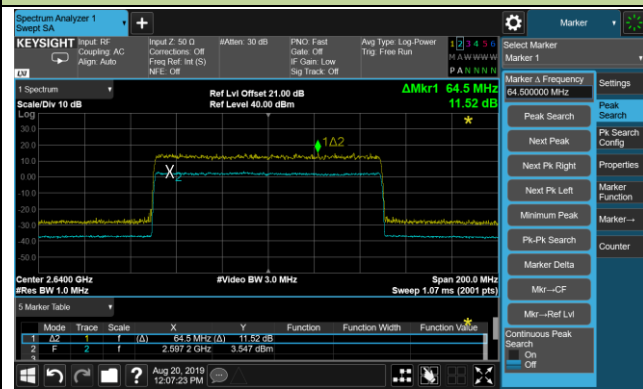 Spectrum Analyzer 1
Swept SA
Marker
KEYSIGHT
Input: RF
Coupling: AC
Align: Auto
Input Z: 50 Ω
Corrections: Off
Freq Ref: Int (S)
NFE: Off
#Atten: 30 dB
PNO: Fast
Gate: Off
IF Gain: Low
Sig Track: Off
Avg Type: Log-Power
Trig: Free Run
1 2 3 4 5 6
M A W W W W
P A N N N N
LXI
Select Marker
Marker 1
1 Spectrum
Scale/Div 10 dB
Log
Ref Lvl Offset 21.00 dB
Ref Level 40.00 dBm
ΔMkr1 64.5 MHz
11.52 dB
30.0
20.0
10.0
0.00
-10.0
-20.0
-30.0
-40.0
-50.0
1Δ2
X2
Center 2.6400 GHz
#Res BW 1.0 MHz
#Video BW 3.0 MHz
Span 200.0 MHz
Sweep 1.07 ms (2001 pts)
5 Marker Table
Mode Trace Scale X Y Function Function Width Function Value
1 Δ2 1 f (Δ) 64.5 MHz (Δ) 11.52 dB
2 F 2 f 2.597 2 GHz 3.547 dBm
3
Aug 20, 2019
12:07:23 PM
Marker Δ Frequency
64.500000 MHz
Peak Search
Next Peak
Next Pk Right
Next Pk Left
Minimum Peak
Pk-Pk Search
Marker Delta
Mkr→CF
Mkr→Ref Lvl
Continuous Peak
Search
On
Off
Settings
Peak
Search
Pk Search
Config
Properties
Marker
Function
Marker→
Counter